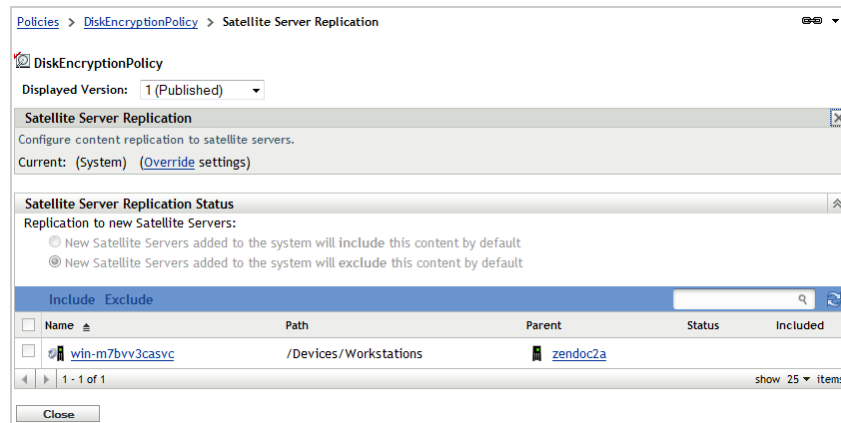 Policies > DiskEncryptionPolicy > Satellite Server Replication
DiskEncryptionPolicy
Displayed Version: 1 (Published)
Satellite Server Replication
Configure content replication to satellite servers.
Current: (System) (Override settings)
Satellite Server Replication Status
Replication to new Satellite Servers:
New Satellite Servers added to the system will include this content by default
New Satellite Servers added to the system will exclude this content by default
Include Exclude
Name Path Parent Status Included
win-m7bvv3casvc /Devices/Workstations zendoc2a
1 - 1 of 1 show 25 items
Close